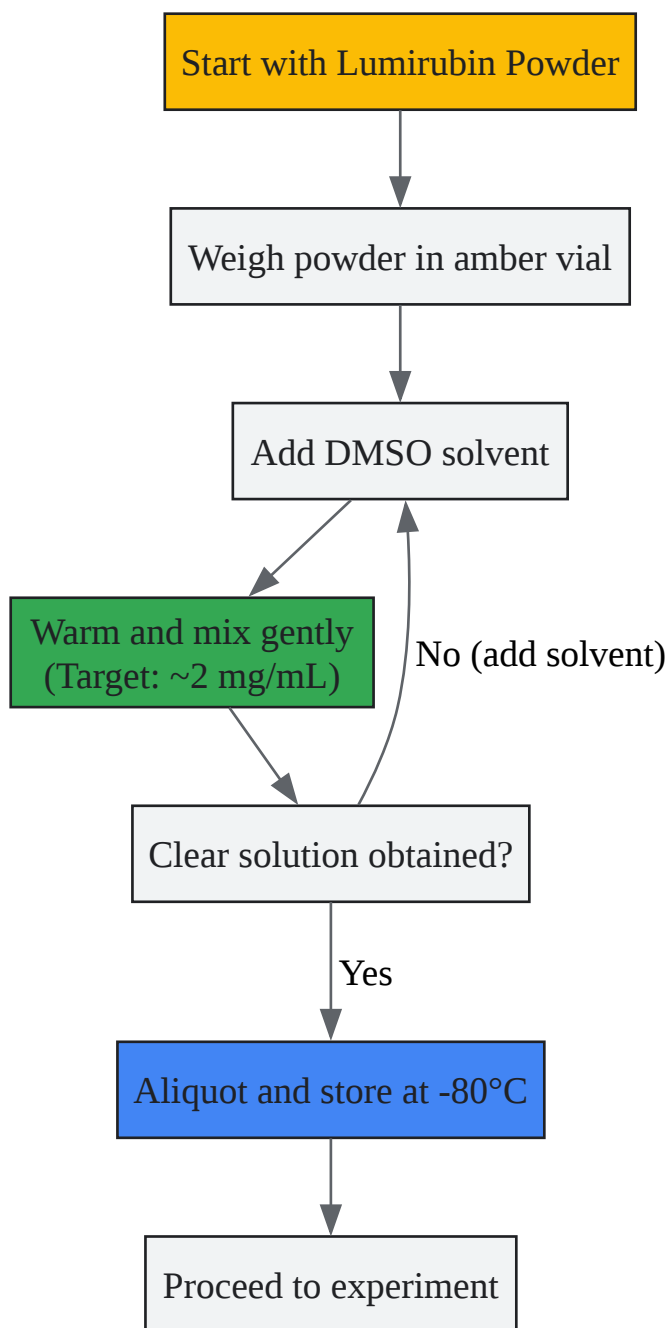 Start with Lumirubin Powder
Weigh powder in amber vial
Add DMSO solvent
Warm and mix gently
(Target: ~2 mg/mL)
No (add solvent)
Clear solution obtained?
Yes
Aliquot and store at -80°C
Proceed to experiment